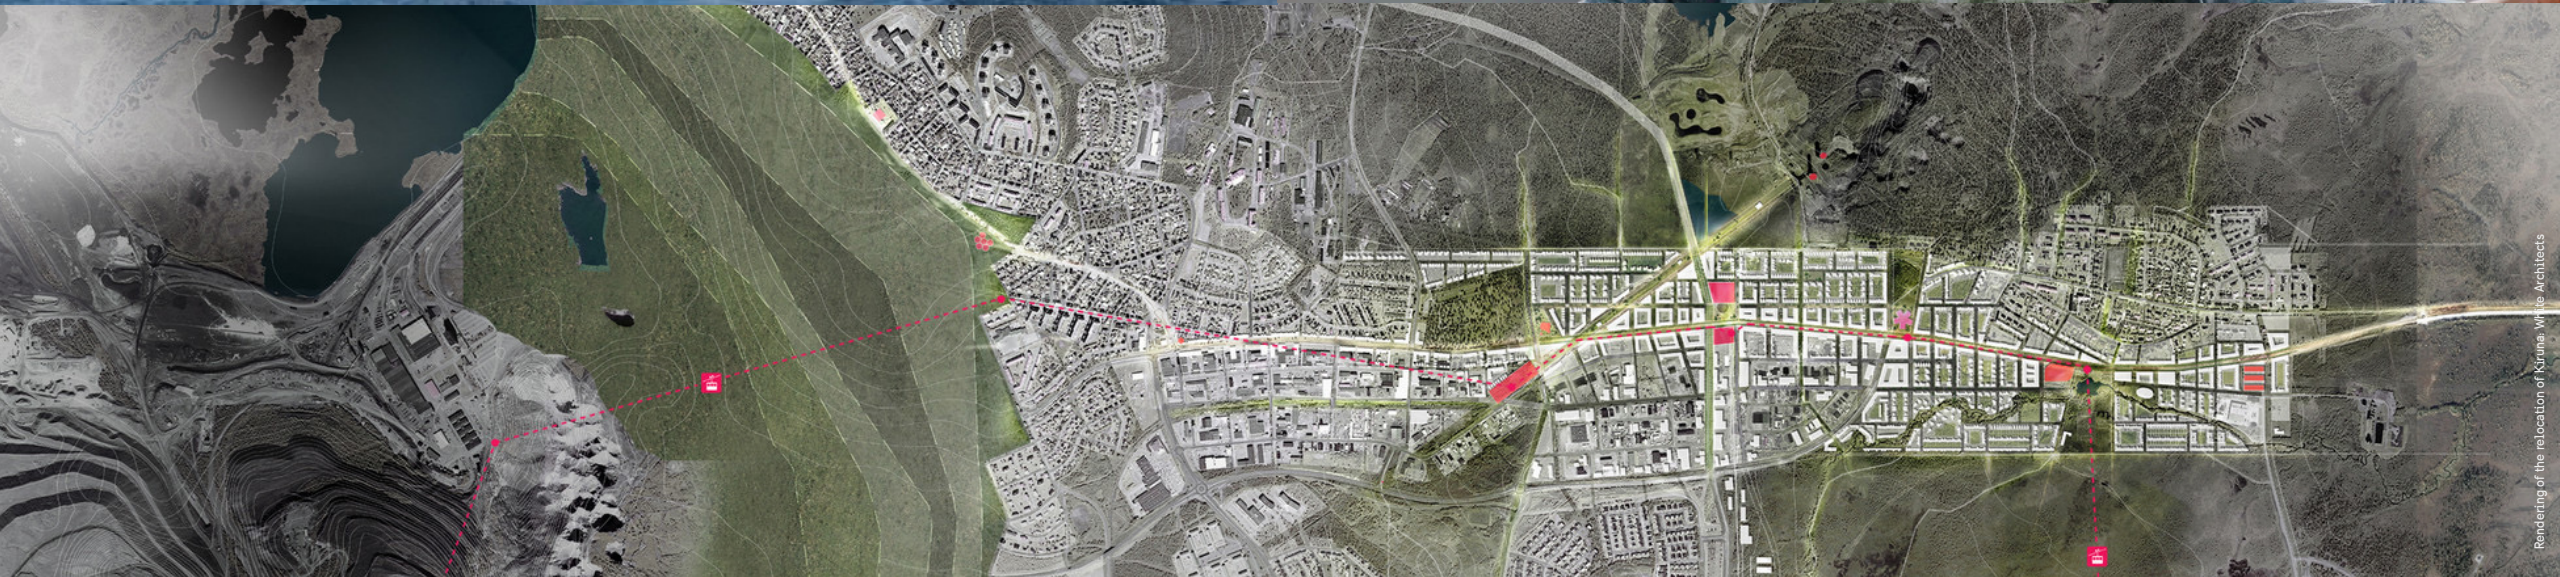 Rendering of the relocation of Kiruna. White Architects